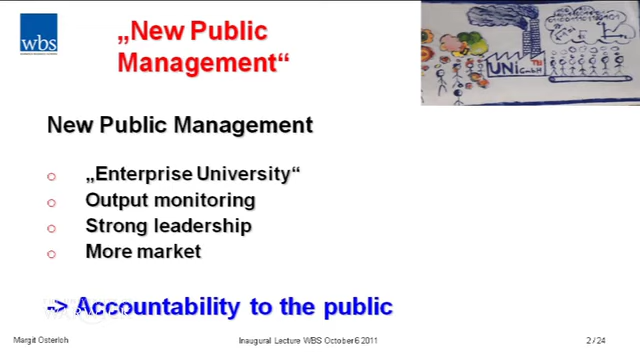 wbs
„New Public
Management“
UNi GmbH
New Public Management
„Enterprise University“
Output monitoring
Strong leadership
More market
-> Accountability to the public
Margit Osterloh
Inaugural Lecture WBS October 6 2011
2 / 24